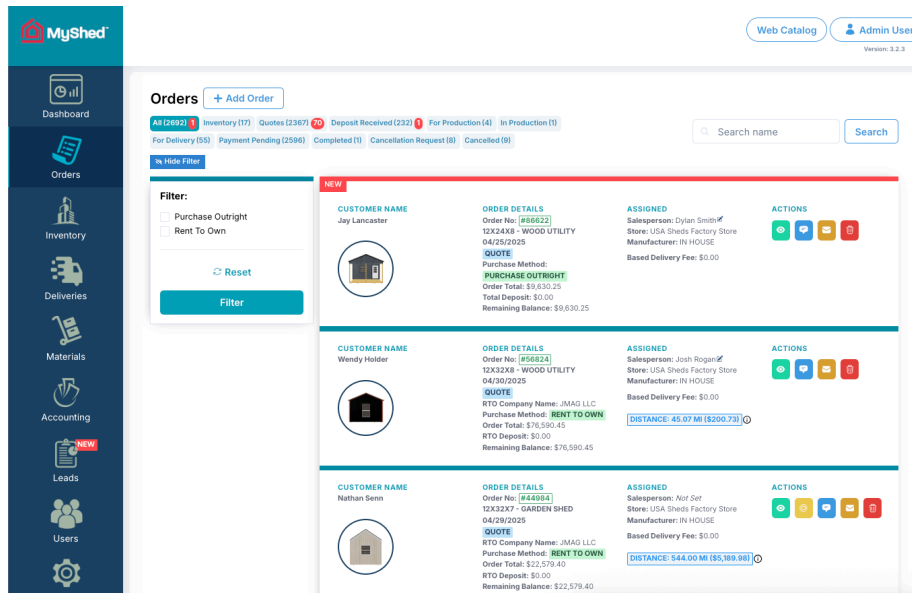 MyShed™
Web Catalog
Admin User
Version: 3.2.3
Dashboard
Orders
Inventory
Deliveries
Materials
Accounting
NEW
Leads
Users
Orders
+ Add Order
All (2692) 1 Inventory (17) Quotes (2367) 70 Deposit Received (232) 1 For Production (4) In Production (1)
For Delivery (55) Payment Pending (2596) Completed (1) Cancellation Request (8) Cancelled (9)
Search name
Search
Hide Filter
Filter:
Purchase Outright
Rent To Own
Reset
Filter
NEW
CUSTOMER NAME
Jay Lancaster
ORDER DETAILS
Order No: #86622
12X24X8 - WOOD UTILITY
04/25/2025
QUOTE
Purchase Method:
PURCHASE OUTRIGHT
Order Total: $9,630.25
Total Deposit: $0.00
Remaining Balance: $9,630.25
ASSIGNED
Salesperson: Dylan Smith
Store: USA Sheds Factory Store
Manufacturer: IN HOUSE
Based Delivery Fee: $0.00
ACTIONS
CUSTOMER NAME
Wendy Holder
ORDER DETAILS
Order No: #56824
12X32X8 - WOOD UTILITY
04/30/2025
QUOTE
RTO Company Name: JMAG LLC
Purchase Method: RENT TO OWN
Order Total: $76,590.45
RTO Deposit: $0.00
Remaining Balance: $76,590.45
ASSIGNED
Salesperson: Josh Rogan
Store: USA Sheds Factory Store
Manufacturer: IN HOUSE
Based Delivery Fee: $0.00
DISTANCE: 45.07 MI ($200.73)
ACTIONS
CUSTOMER NAME
Nathan Senn
ORDER DETAILS
Order No: #44984
12X32X7 - GARDEN SHED
04/29/2025
QUOTE
RTO Company Name: JMAG LLC
Purchase Method: RENT TO OWN
Order Total: $22,579.40
RTO Deposit: $0.00
Remaining Balance: $22,579.40
ASSIGNED
Salesperson: Not Set
Store: USA Sheds Factory Store
Manufacturer: IN HOUSE
Based Delivery Fee: $0.00
DISTANCE: 544.00 MI ($5,189.98)
ACTIONS